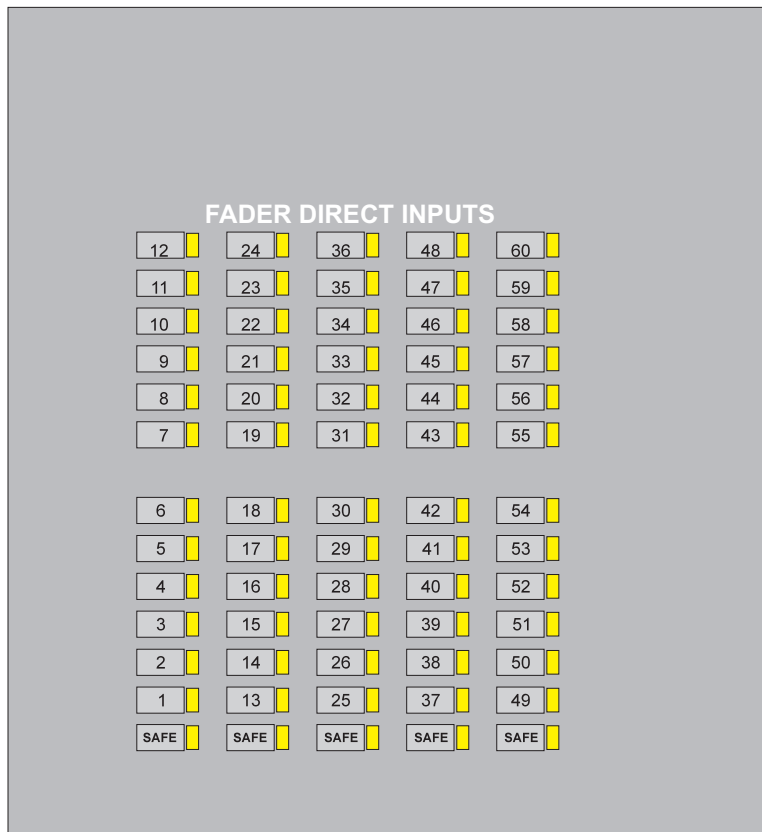 FADER DIRECT INPUTS
12 24 36 48 60
11 23 35 47 59
10 22 34 46 58
9 21 33 45 57
8 20 32 44 56
7 19 31 43 55
6 18 30 42 54
5 17 29 41 53
4 16 28 40 52
3 15 27 39 51
2 14 26 38 50
1 13 25 37 49
SAFE SAFE SAFE SAFE SAFE